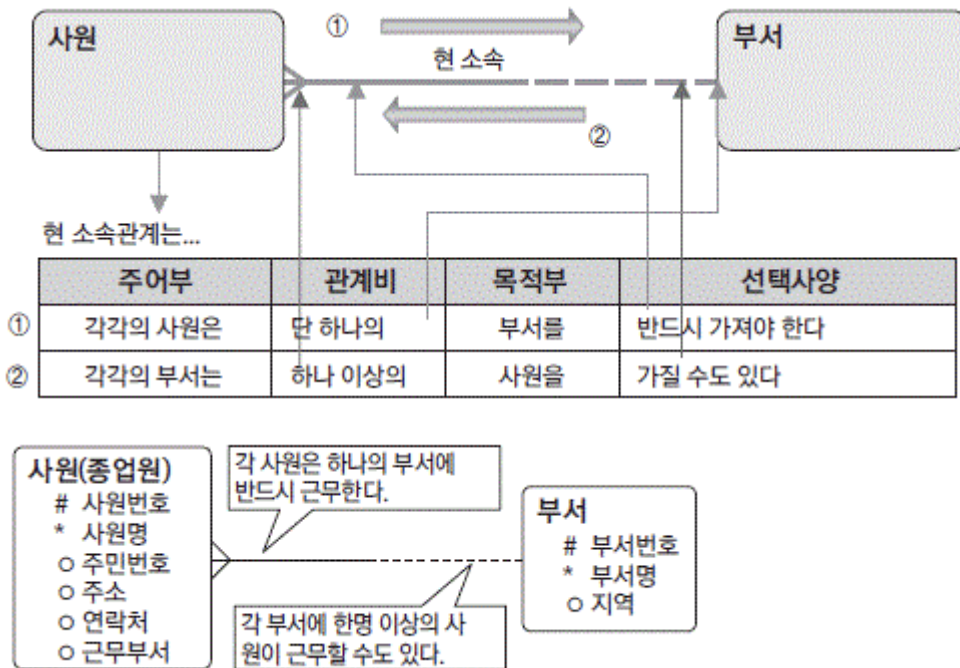 사원
①
부서
현 소속
②
현 소속관계는...
주어부 관계비 목적부 선택사양
① 각각의 사원은 단 하나의 부서를 반드시 가져야 한다
② 각각의 부서는 하나 이상의 사원을 가질 수도 있다
사원(종업원)
# 사원번호
* 사원명
o 주민번호
o 주소
o 연락처
o 근무부서
각 사원은 하나의 부서에
반드시 근무한다.
각 부서에 한명 이상의 사
원이 근무할 수도 있다.
부서
# 부서번호
* 부서명
o 지역